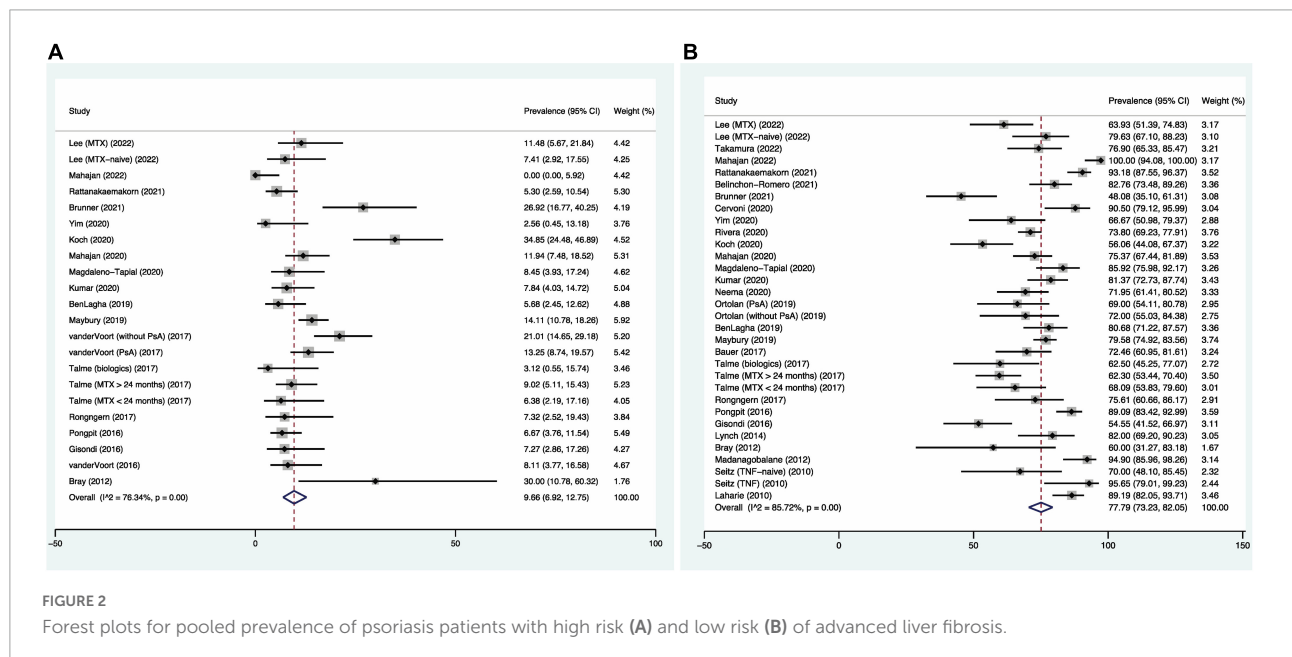 A
Study Prevalence (95% CI) Weight (%)
Lee (MTX) (2022) 11.48 (5.67, 21.84) 4.42
Lee (MTX-naive) (2022) 7.41 (2.92, 17.55) 4.25
Mahajan (2022) 0.00 (0.00, 5.92) 4.42
Rattanakaemakorn (2021) 5.30 (2.59, 10.54) 5.30
Brunner (2021) 26.92 (16.77, 40.25) 4.19
Yim (2020) 2.56 (0.45, 13.18) 3.76
Koch (2020) 34.85 (24.48, 46.89) 4.52
Mahajan (2020) 11.94 (7.48, 18.52) 5.31
Magdaleno-Tapial (2020) 8.45 (3.93, 17.24) 4.62
Kumar (2020) 7.84 (4.03, 14.72) 5.04
BenLagha (2019) 5.68 (2.45, 12.62) 4.88
Maybury (2019) 14.11 (10.78, 18.26) 5.92
vanderVoort (without PsA) (2017) 21.01 (14.65, 29.18) 5.20
vanderVoort (PsA) (2017) 13.25 (8.74, 19.57) 5.42
Talme (biologics) (2017) 3.12 (0.55, 15.74) 3.46
Talme (MTX > 24 months) (2017) 9.02 (5.11, 15.43) 5.23
Talme (MTX < 24 months) (2017) 6.38 (2.19, 17.16) 4.05
Rongngern (2017) 7.32 (2.52, 19.43) 3.84
Pongpit (2016) 6.67 (3.76, 11.54) 5.49
Gisondi (2016) 7.27 (2.86, 17.26) 4.27
vanderVoort (2016) 8.11 (3.77, 16.58) 4.67
Bray (2012) 30.00 (10.78, 60.32) 1.76
Overall (I^2 = 76.34%, p = 0.00) 9.66 (6.92, 12.75) 100.00
-50 0 50 100
B
Study Prevalence (95% CI) Weight (%)
Lee (MTX) (2022) 63.93 (51.39, 74.83) 3.17
Lee (MTX-naive) (2022) 79.63 (67.10, 88.23) 3.10
Takamura (2022) 76.90 (65.33, 85.47) 3.21
Mahajan (2022) 100.00 (94.08, 100.00) 3.17
Rattanakaemakorn (2021) 93.18 (87.55, 96.37) 3.52
Belinchon-Romero (2021) 82.76 (73.48, 89.26) 3.36
Brunner (2021) 48.08 (35.10, 61.31) 3.08
Cervoni (2020) 90.50 (79.12, 95.99) 3.04
Yim (2020) 66.67 (50.98, 79.37) 2.88
Rivera (2020) 73.80 (69.23, 77.91) 3.76
Koch (2020) 56.06 (44.08, 67.37) 3.22
Mahajan (2020) 75.37 (67.44, 81.89) 3.53
Magdaleno-Tapial (2020) 85.92 (75.98, 92.17) 3.26
Kumar (2020) 81.37 (72.73, 87.74) 3.43
Neema (2020) 71.95 (61.41, 80.52) 3.33
Ortolan (PsA) (2019) 69.00 (54.11, 80.78) 2.95
Ortolan (without PsA) (2019) 72.00 (55.03, 84.38) 2.75
BenLagha (2019) 80.68 (71.22, 87.57) 3.36
Maybury (2019) 79.58 (74.92, 83.56) 3.74
Bauer (2017) 72.46 (60.95, 81.61) 3.24
Talme (biologics) (2017) 62.50 (45.25, 77.07) 2.72
Talme (MTX > 24 months) (2017) 62.30 (53.44, 70.40) 3.50
Talme (MTX < 24 months) (2017) 68.09 (53.83, 79.60) 3.01
Rongngern (2017) 75.61 (60.66, 86.17) 2.91
Pongpit (2016) 89.09 (83.42, 92.99) 3.59
Gisondi (2016) 54.55 (41.52, 66.97) 3.11
Lynch (2014) 82.00 (69.20, 90.23) 3.05
Bray (2012) 60.00 (31.27, 83.18) 1.67
Madanagobalane (2012) 94.90 (85.96, 98.26) 3.14
Seitz (TNF-naive) (2010) 70.00 (48.10, 85.45) 2.32
Seitz (TNF) (2010) 95.65 (79.01, 99.23) 2.44
Laharie (2010) 89.19 (82.05, 93.71) 3.46
Overall (I^2 = 85.72%, p = 0.00) 77.79 (73.23, 82.05) 100.00
-50 0 50 100 150
FIGURE 2
Forest plots for pooled prevalence of psoriasis patients with high risk (A) and low risk (B) of advanced liver fibrosis.